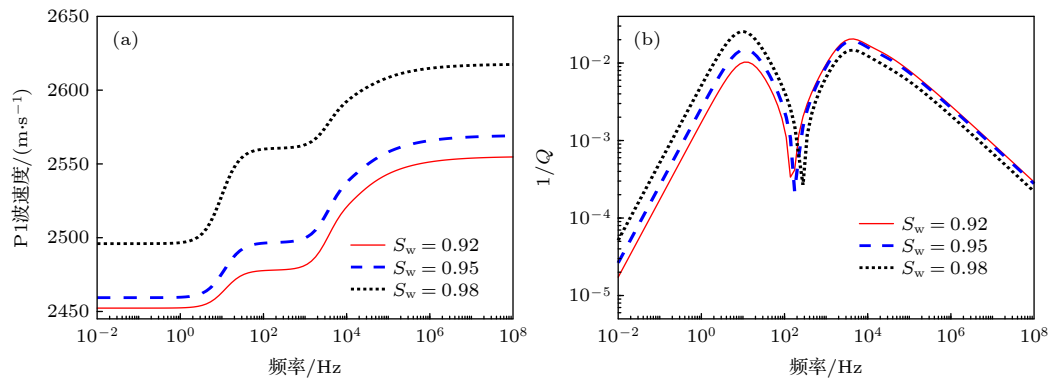 (a)
P1波速度/(m·s⁻¹)
2650
2600
2550
2500
2450
S_w = 0.92
S_w = 0.95
S_w = 0.98
10⁻² 10⁰ 10² 10⁴ 10⁶ 10⁸
频率/Hz
(b)
1/Q
10⁻²
10⁻³
10⁻⁴
10⁻⁵
S_w = 0.92
S_w = 0.95
S_w = 0.98
10⁻² 10⁰ 10² 10⁴ 10⁶ 10⁸
频率/Hz